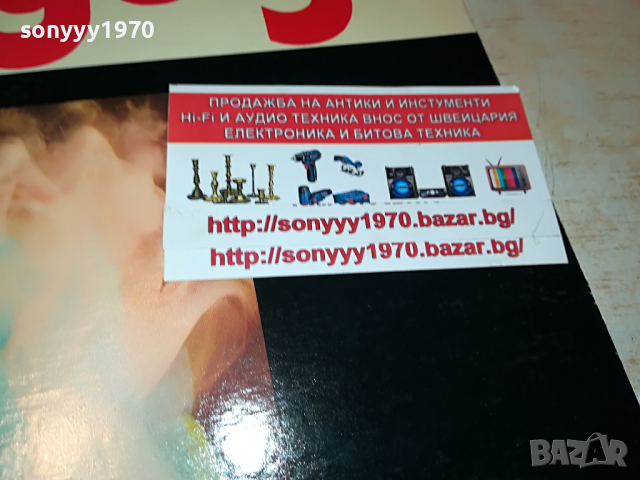 sonyyy1970
ПРОДАЖБА НА АНТИКИ И ИНСТУМЕНТИ
Hi-Fi И АУДИО ТЕХНИКА ВНОС ОТ ШВЕИЦАРИЯ
ЕЛЕКТРОНИКА И БИТОВА ТЕХНИКА
http://sonyyy1970.bazar.bg/
http://sonyyy1970.bazar.bg/
BAZAR